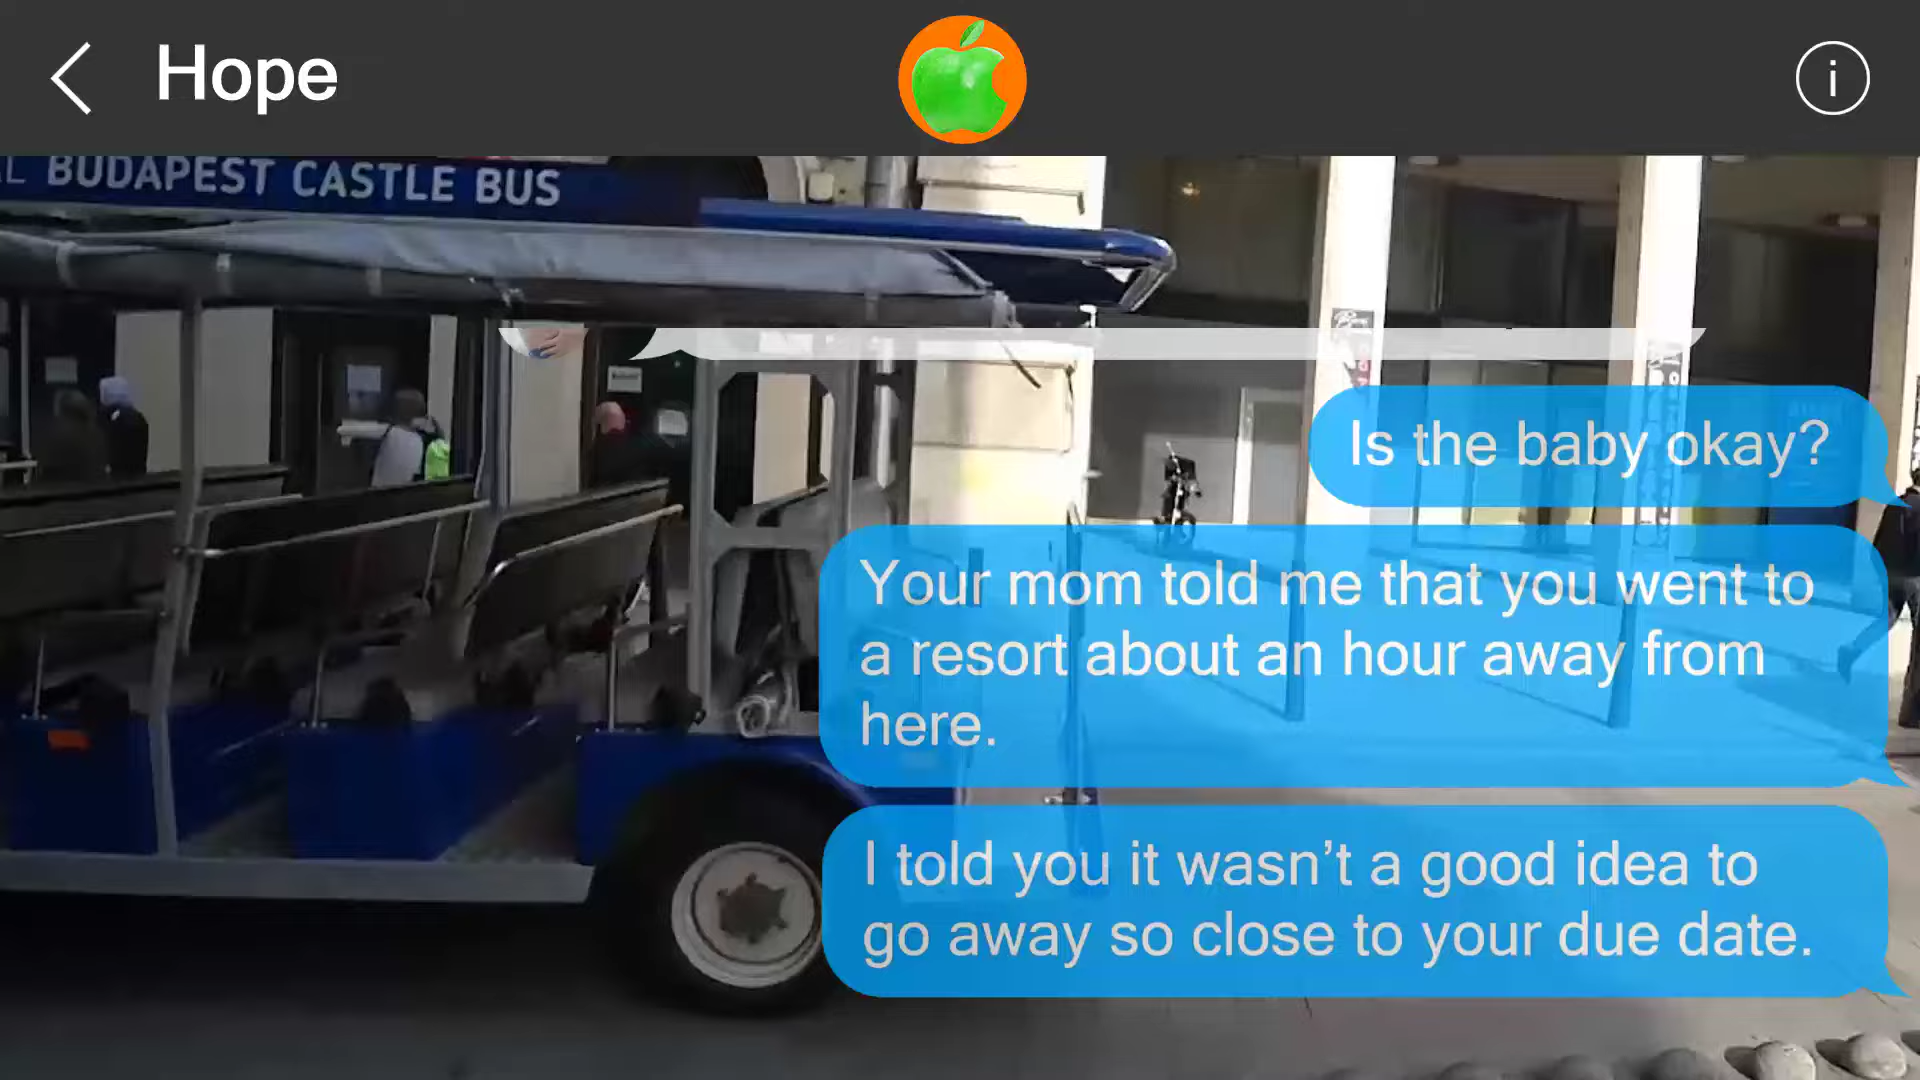 Hope
BUDAPEST CASTLE BUS
Is the baby okay?
Your mom told me that you went to
a resort about an hour away from
here.
I told you it wasn’t a good idea to
go away so close to your due date.